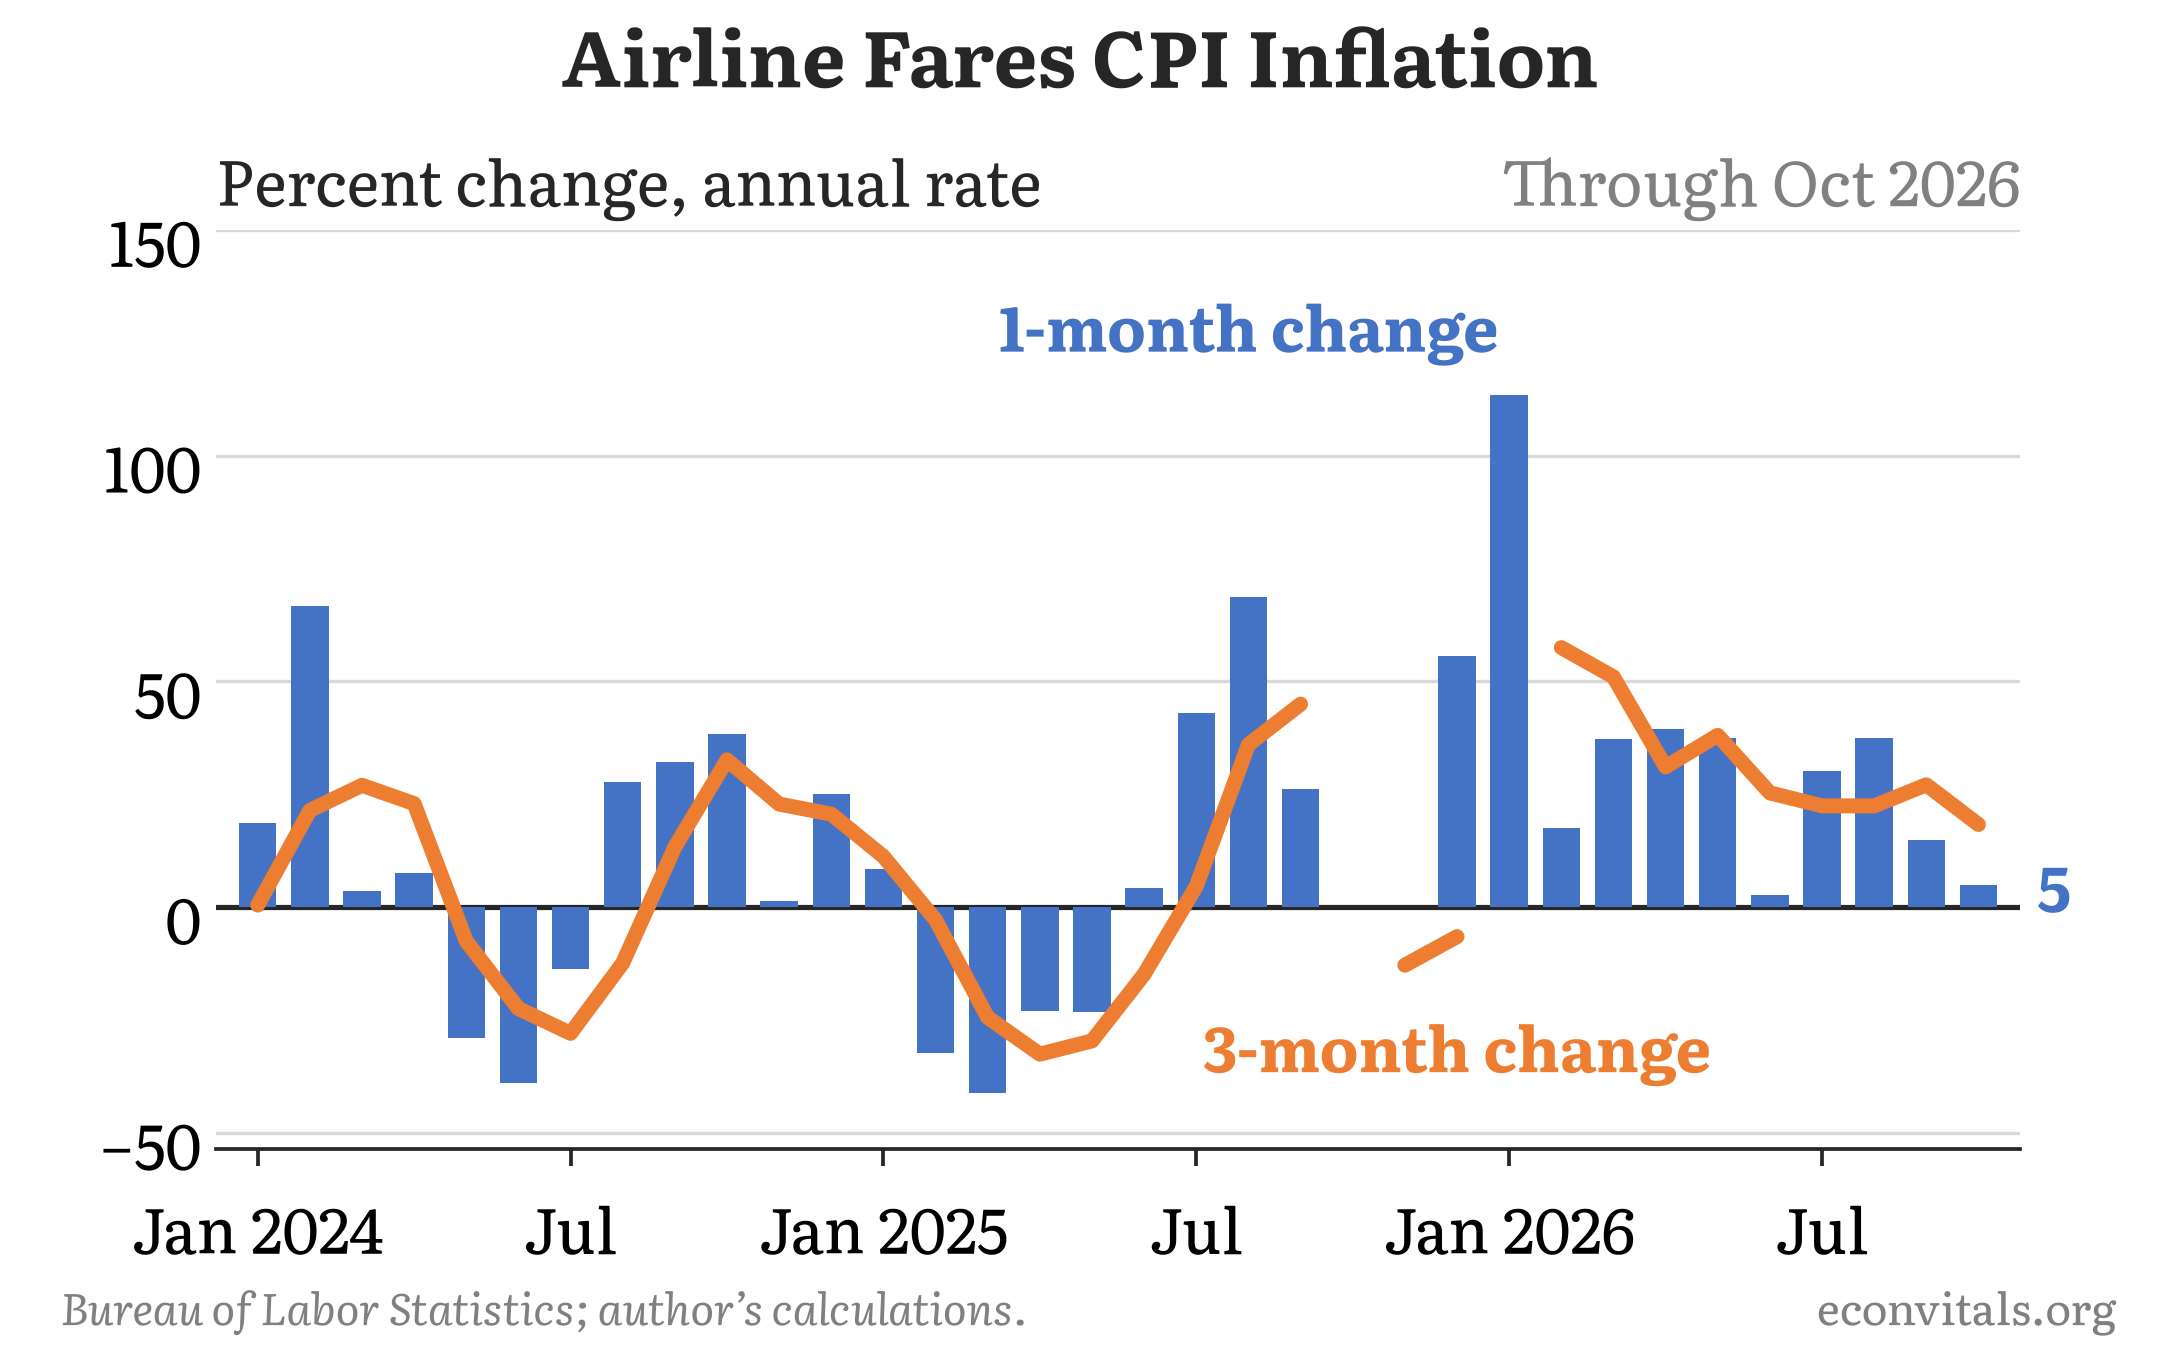 Airline Fares CPI Inflation
Percent change, annual rate
Through Oct 2026
150
1-month change
100
50
0
5
3-month change
−50
Jan 2024
Jul
Jan 2025
Jul
Jan 2026
Jul
Bureau of Labor Statistics; author’s calculations.
econvitals.org